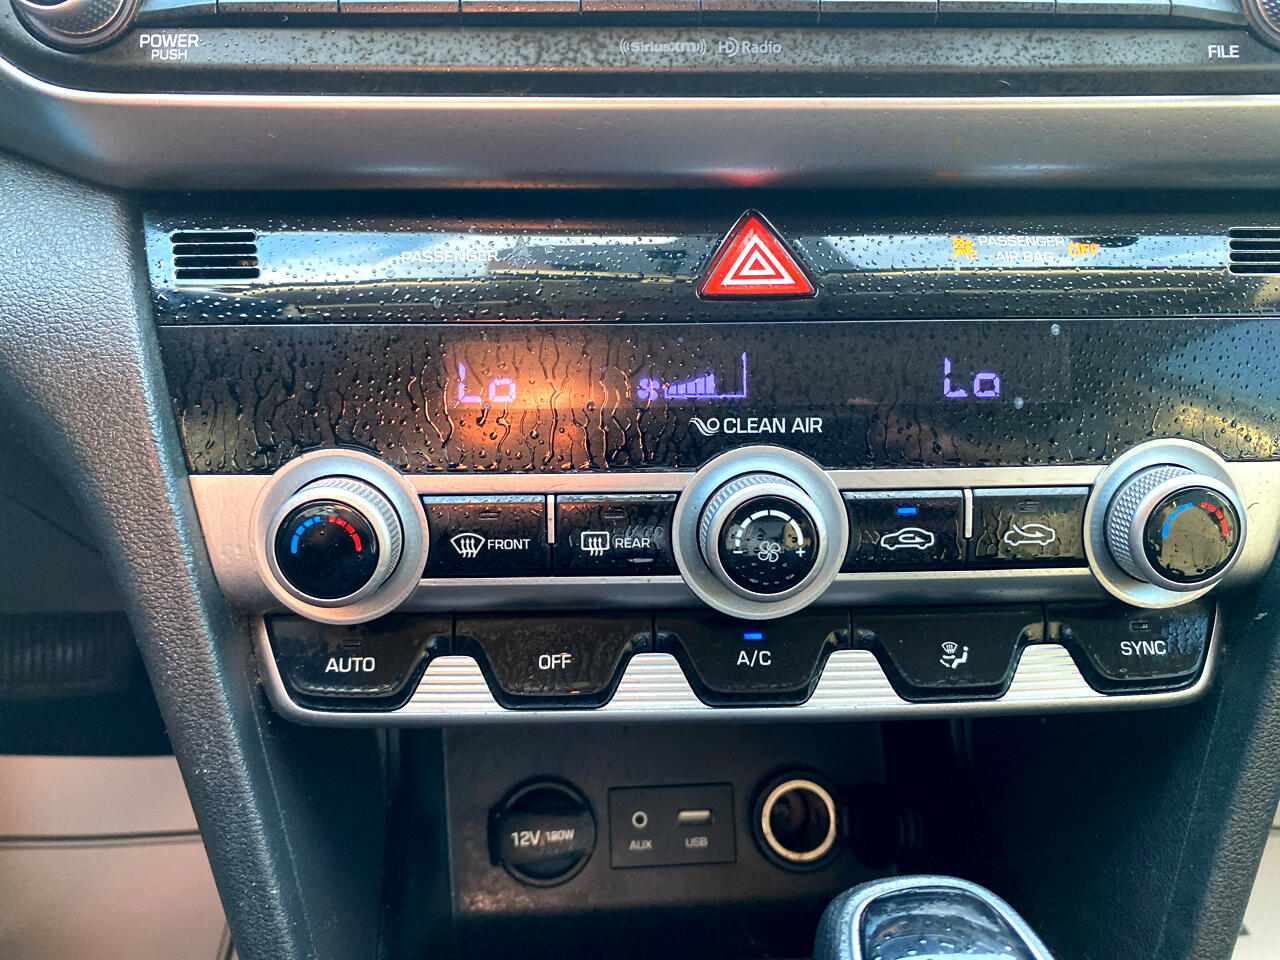 POWER
PUSH
SiriusXM HD Radio
FILE
PASSENGER
PASSENGER
AIR BAG OFF
Lo
Lo
CLEAN AIR
FRONT
REAR
- +
AUTO
OFF
A/C
SYNC
12V 180W
AUX
USB